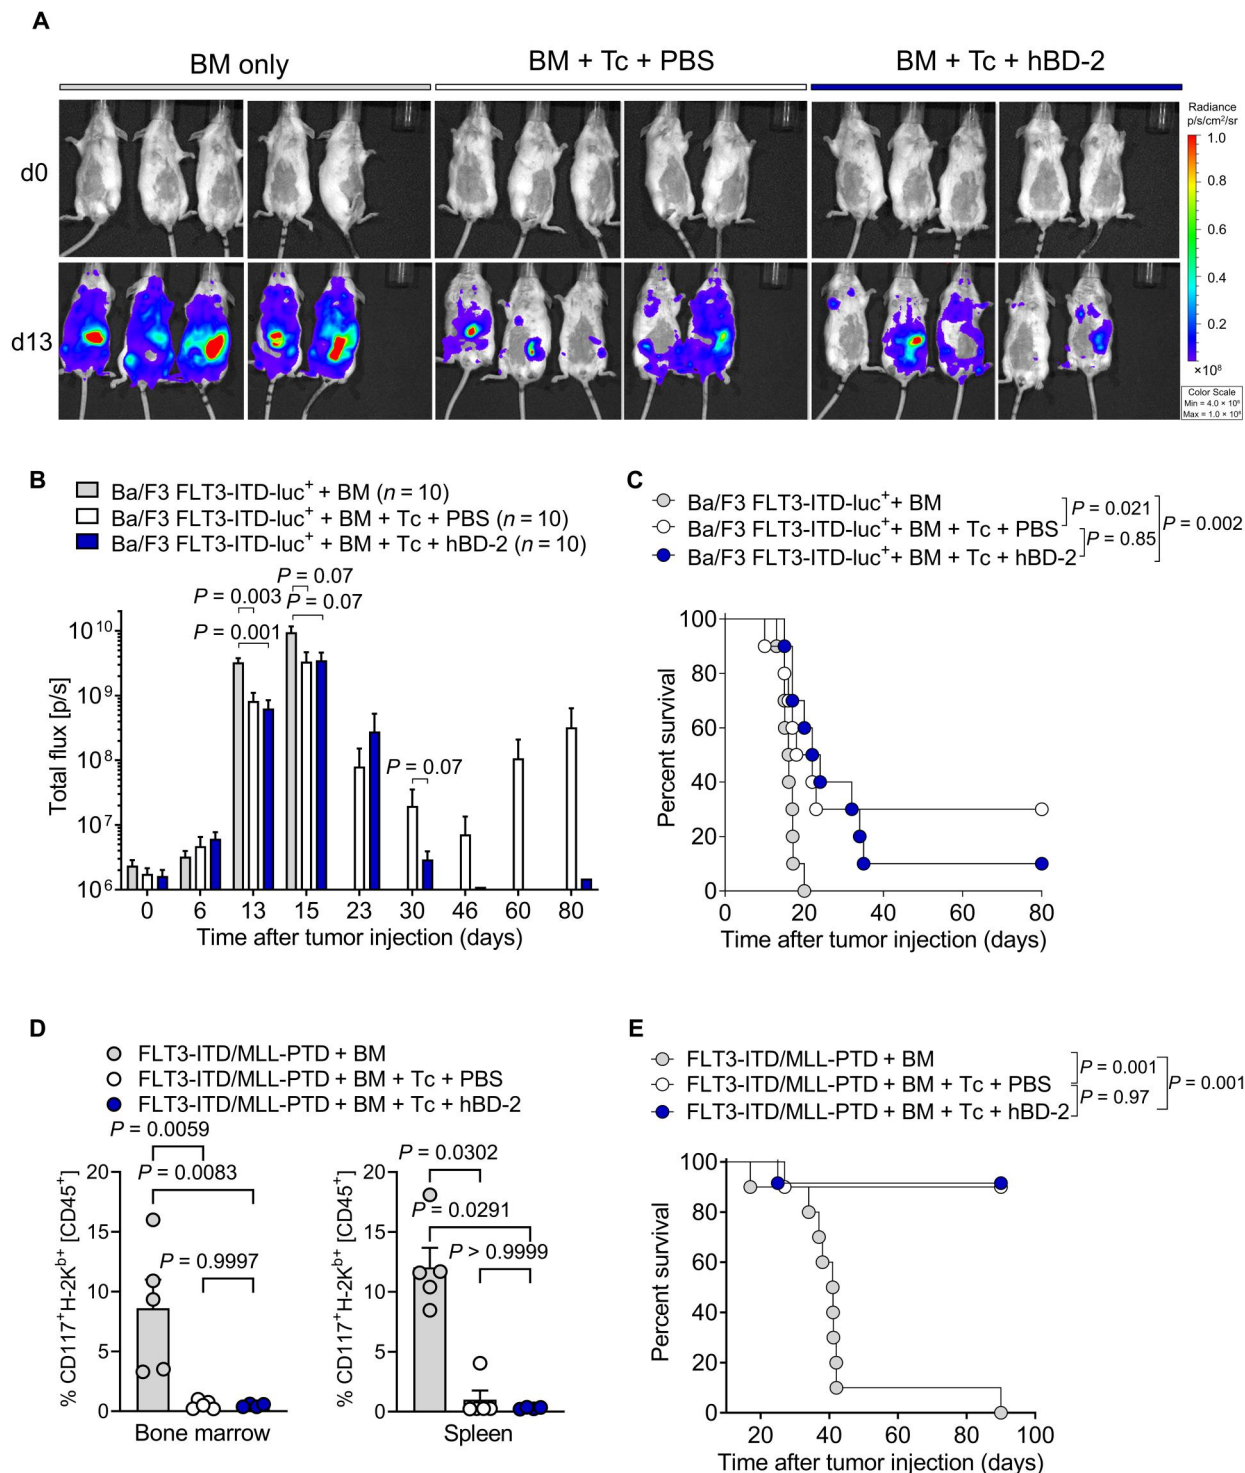 A
BM only
BM + Tc + PBS
BM + Tc + hBD-2
d0
d13
Radiance
p/s/cm²/sr
1.0
0.8
0.6
0.4
0.2
×10⁸
Color Scale
Min = 4.0 × 10⁶
Max = 1.0 × 10⁸
B
Ba/F3 FLT3-ITD-luc⁺ + BM (n = 10)
Ba/F3 FLT3-ITD-luc⁺ + BM + Tc + PBS (n = 10)
Ba/F3 FLT3-ITD-luc⁺ + BM + Tc + hBD-2 (n = 10)
P = 0.07
P = 0.003
P = 0.07
P = 0.001
P = 0.07
Total flux [p/s]
10¹⁰
10⁹
10⁸
10⁷
10⁶
0 6 13 15 23 30 46 60 80
Time after tumor injection (days)
C
Ba/F3 FLT3-ITD-luc⁺+ BM
Ba/F3 FLT3-ITD-luc⁺+ BM + Tc + PBS
Ba/F3 FLT3-ITD-luc⁺+ BM + Tc + hBD-2
P = 0.021
P = 0.85
P = 0.002
Percent survival
100
80
60
40
20
0
0 20 40 60 80
Time after tumor injection (days)
D
FLT3-ITD/MLL-PTD + BM
FLT3-ITD/MLL-PTD + BM + Tc + PBS
FLT3-ITD/MLL-PTD + BM + Tc + hBD-2
P = 0.0059
P = 0.0083
P = 0.9997
% CD117⁺H-2Kᵇ⁺ [CD45⁺]
20
15
10
5
0
Bone marrow
P = 0.0302
P = 0.0291
P > 0.9999
% CD117⁺H-2Kᵇ⁺ [CD45⁺]
20
15
10
5
0
Spleen
E
FLT3-ITD/MLL-PTD + BM
FLT3-ITD/MLL-PTD + BM + Tc + PBS
FLT3-ITD/MLL-PTD + BM + Tc + hBD-2
P = 0.001
P = 0.97
P = 0.001
Percent survival
100
80
60
40
20
0
20 40 60 80 100
Time after tumor injection (days)